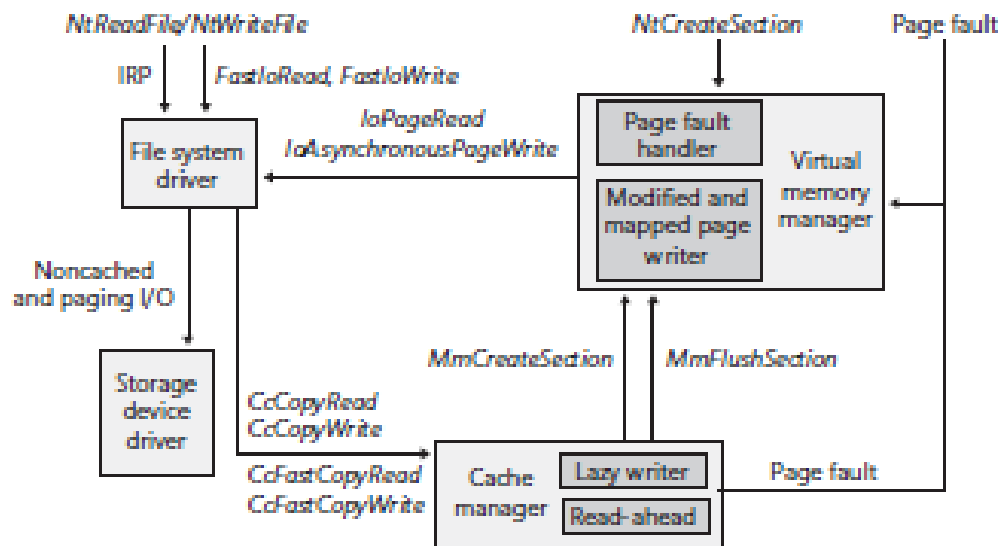 NtReadFile/NtWriteFile
NtCreateSection
Page fault
IRP
FastIoRead, FastIoWrite
IoPageRead
IoAsynchronousPageWrite
File system
driver
Page fault
handler
Virtual
memory
manager
Modified and
mapped page
writer
Noncached
and paging I/O
MmCreateSection
MmFlushSection
Storage
device
driver
CcCopyRead
CcCopyWrite
CcFastCopyRead
CcFastCopyWrite
Cache
manager
Lazy writer
Read-ahead
Page fault